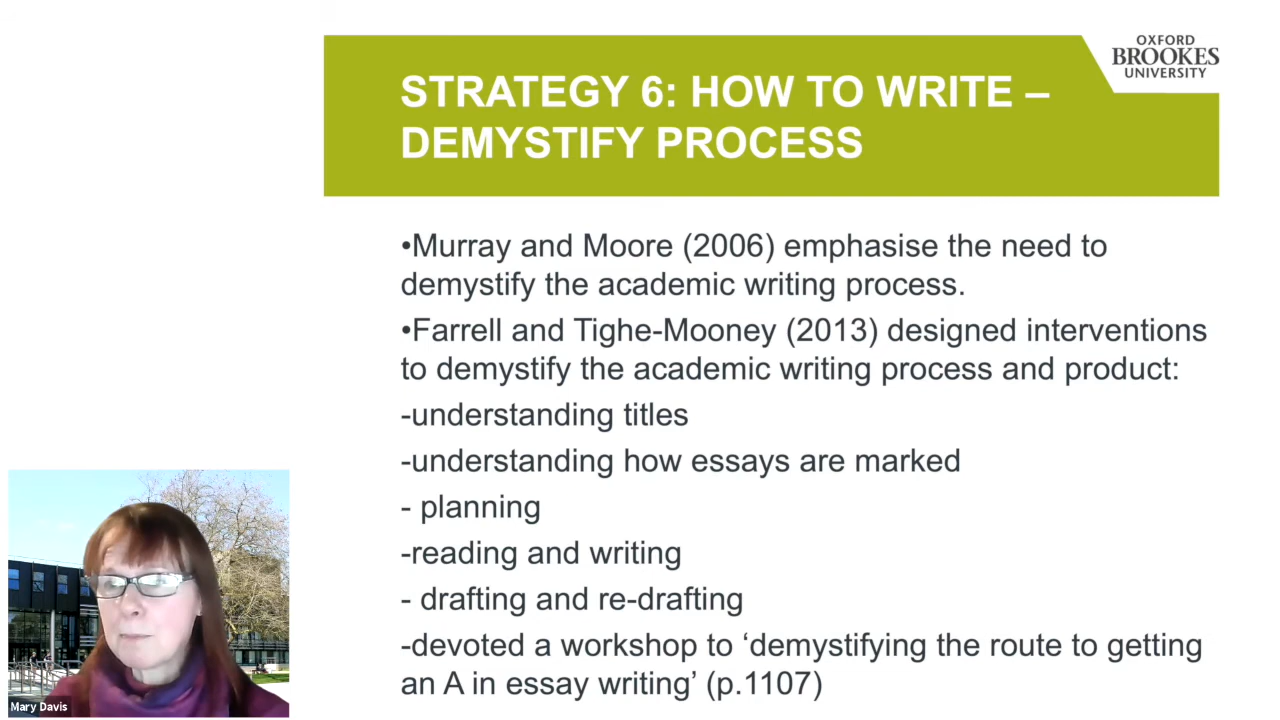 OXFORD
BROOKES
UNIVERSITY
STRATEGY 6: HOW TO WRITE –
DEMYSTIFY PROCESS
•Murray and Moore (2006) emphasise the need to
demystify the academic writing process.
•Farrell and Tighe-Mooney (2013) designed interventions
to demystify the academic writing process and product:
-understanding titles
-understanding how essays are marked
- planning
-reading and writing
- drafting and re-drafting
-devoted a workshop to ‘demystifying the route to getting
an A in essay writing’ (p.1107)
Mary Davis